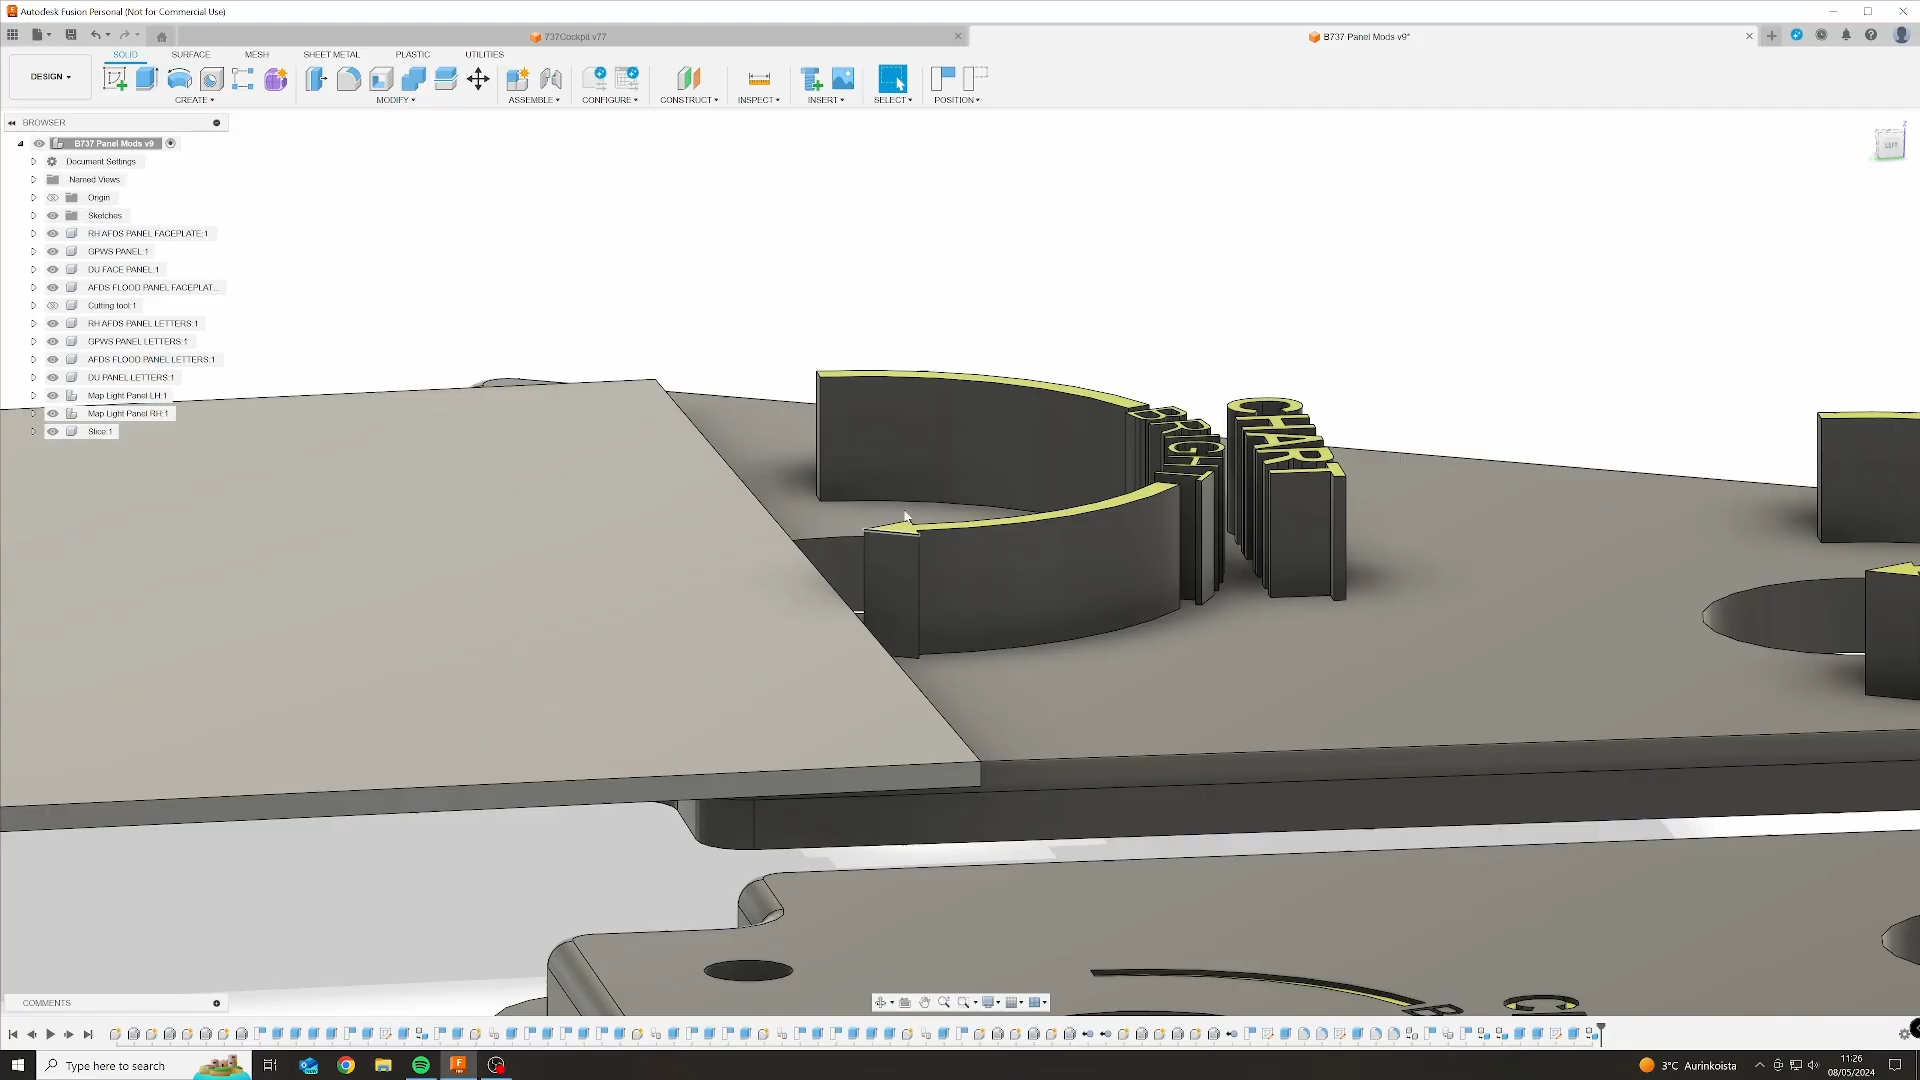 Autodesk Fusion Personal (Not for Commercial Use)
737Cockpit v77
B737 Panel Mods v9*
SOLID
SURFACE
MESH
SHEET METAL
PLASTIC
UTILITIES
DESIGN
CREATE
MODIFY
ASSEMBLE
CONFIGURE
CONSTRUCT
INSPECT
INSERT
SELECT
POSITION
BROWSER
B737 Panel Mods v9
Document Settings
Named Views
Origin
Sketches
RH AFDS PANEL FACEPLATE:1
GPWS PANEL:1
DU FACE PANEL:1
AFDS FLOOD PANEL FACEPLAT...
Cutting tool:1
RH AFDS PANEL LETTERS:1
GPWS PANEL LETTERS:1
AFDS FLOOD PANEL LETTERS:1
DU PANEL LETTERS:1
Map Light Panel LH:1
Map Light Panel RH:1
Slice:1
Z
LEFT
CHART
BRGHT
B
C
COMMENTS
Type here to search
3°C Aurinkoista
11:26
08/05/2024